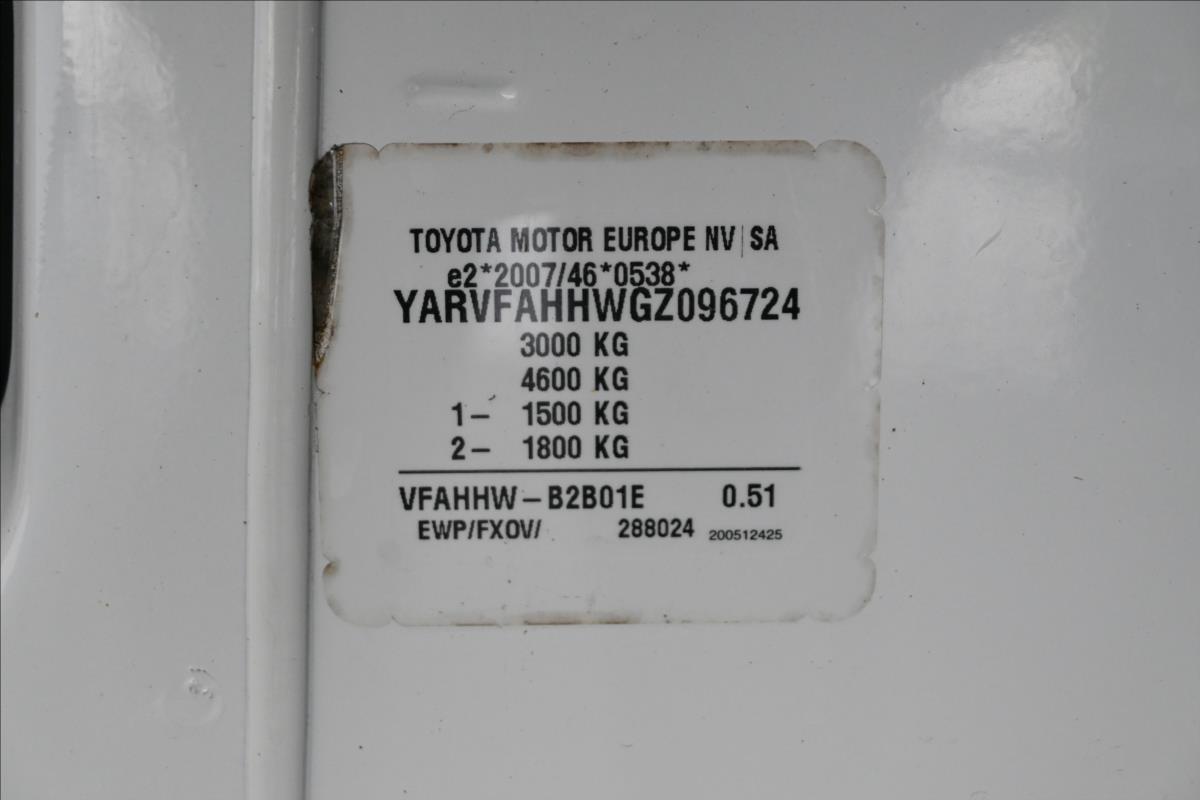 TOYOTA MOTOR EUROPE NV|SA
e2*2007/46*0538*
YARVFAHHWGZ096724
3000 KG
4600 KG
1- 1500 KG
2- 1800 KG
VFAHHW-B2B01E 0.51
EWP/FXOV/ 288024 200512425